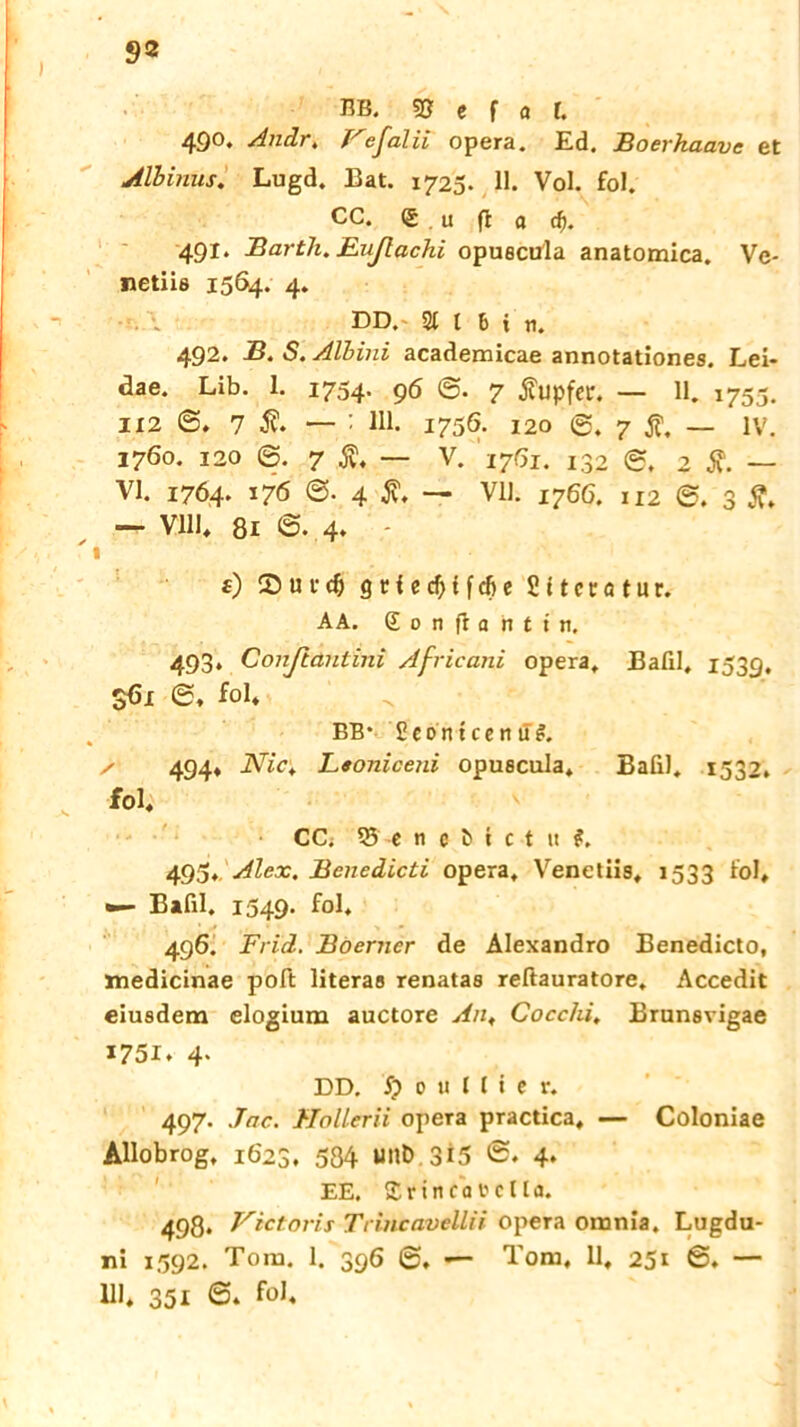 92
BB. V e ſ a l.
490. Andr. Veſalii opera. Ed. Boerhaave et
Albinus. Lugd. Bat. 1725. II. Vol. fol.
CC. E u ſt a ch.
491. Barth. Euſtachi opuscula anatomica. Ve-
netiis 1564. 4.
DD. A l b i n.
492. B. S. Albini academicae annotationes. Lei-
dae. Lib. I. 1754. 96 S. 7 Kupfer. — II. 1755.
112 S. 7 K. — III. 1756. 120 S. 7 K. — IV.
1760. 120 S. 7 K. — V. 1761. 132 S. 2 K. —
VI. 1764. 176 S. 4 K. — VII. 1766. 112 S. 3 K.
— VIII. 81 S. 4.
ε) Durch griechiſche Literatur.
AA. C o n ſt a n t i n.
493. Conſtantini Africani opera. Baſil. 1539.
361 S. fol.
BB. Leonicenus.
494. Nic. Leoniceni opuscula. Baſil. 1532.
fol.
CC. B e n e d i c t u s.
495. Alex. Benedicti opera. Venetiis. 1533 fol.
— Baſil. 1549. fol.
496. Frid. Boerner de Alexandro Benedicto,
medicinae poſt literas renatas reſtauratore. Accedit
eiusdem elogium auctore An. Cocchi. Brunsvigae
1751. 4.
DD. H o u l l i e r.
497. Jac. Hollerii opera practica. — Coloniae
Allobrog. 1623. 584 und 315 S. 4.
EE. Trincavella.
498. Victoris Trincavellii opera omnia. Lugdu-
ni 1592. Tom. I. 396 S. — Tom. II. 251 S. —
III. 351 S. fol.